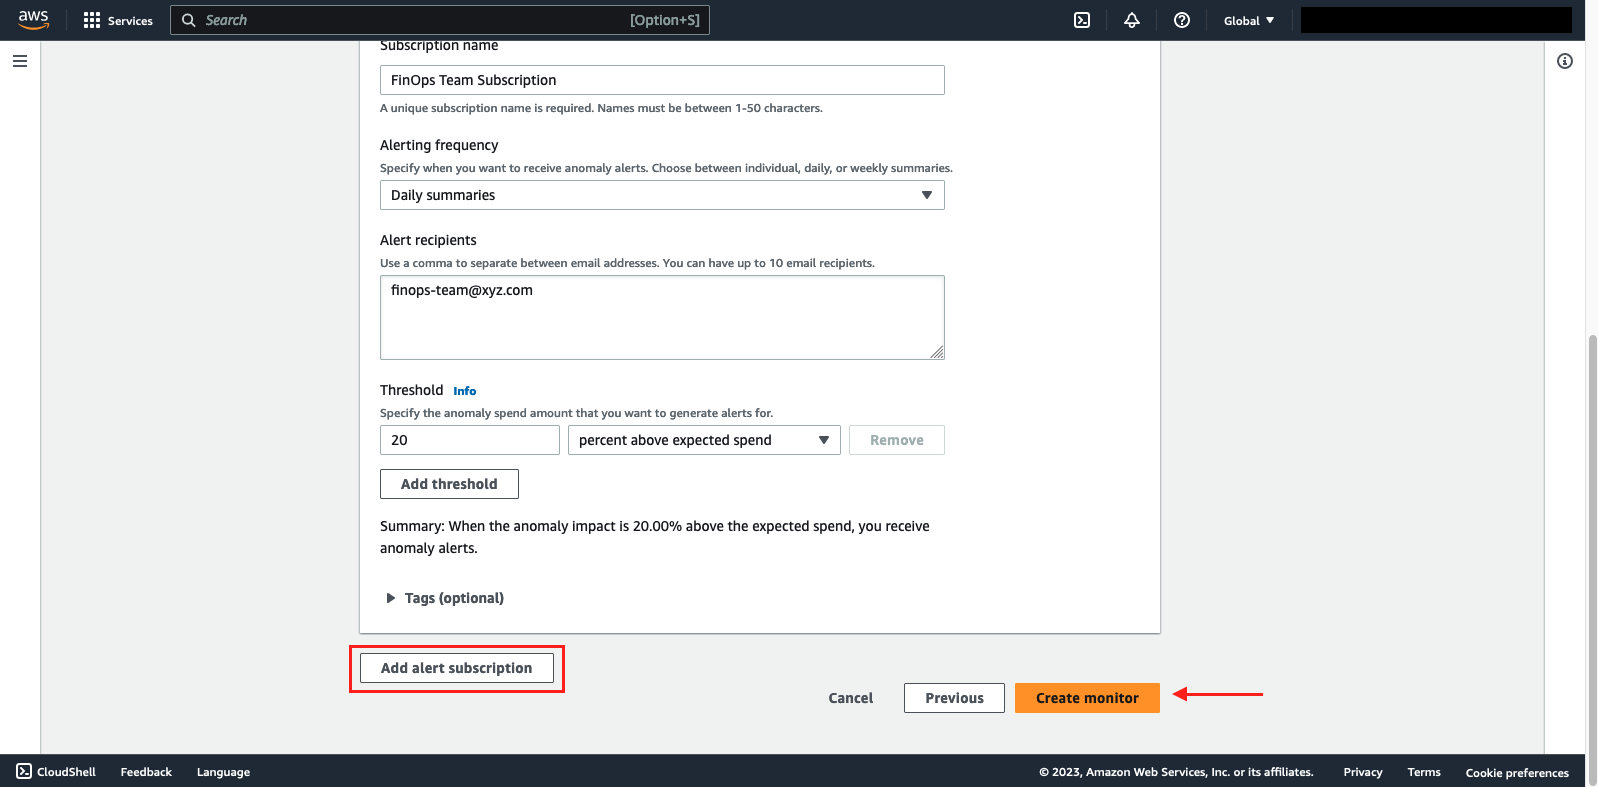 aws
Services
Search
[Option+S]
Global
Subscription name
FinOps Team Subscription
A unique subscription name is required. Names must be between 1-50 characters.
Alerting frequency
Specify when you want to receive anomaly alerts. Choose between individual, daily, or weekly summaries.
Daily summaries
Alert recipients
Use a comma to separate between email addresses. You can have up to 10 email recipients.
finops-team@xyz.com
Threshold Info
Specify the anomaly spend amount that you want to generate alerts for.
20
percent above expected spend
Remove
Add threshold
Summary: When the anomaly impact is 20.00% above the expected spend, you receive
anomaly alerts.
Tags (optional)
Add alert subscription
Cancel
Previous
Create monitor
CloudShell
Feedback
Language
© 2023, Amazon Web Services, Inc. or its affiliates.
Privacy
Terms
Cookie preferences